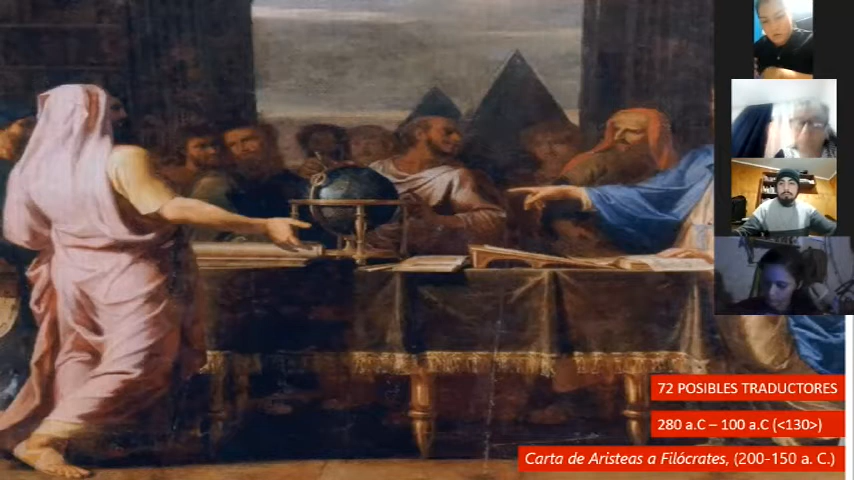 72 POSIBLES TRADUCTORES
280 a.C – 100 a.C (<130>)
Carta de Aristeas a Filócrates, (200-150 a. C.)